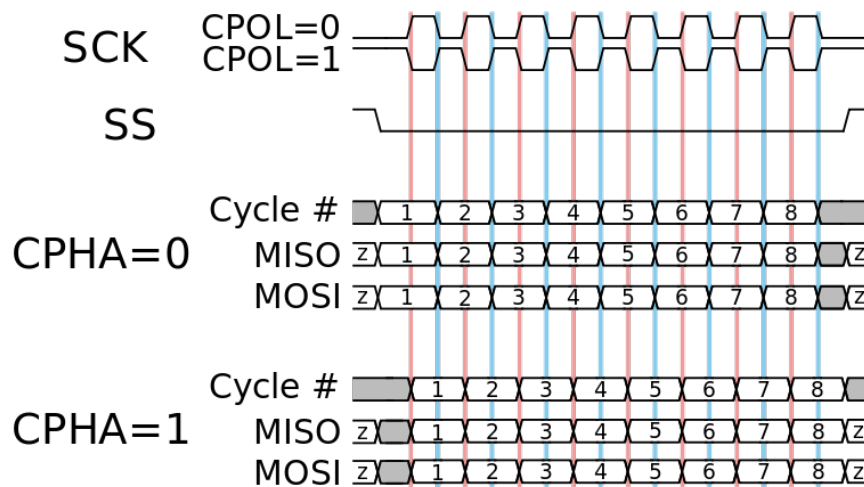 SCK CPOL=0
CPOL=1
SS
CPHA=0
Cycle # 1 2 3 4 5 6 7 8
MISO z 1 2 3 4 5 6 7 8 z
MOSI z 1 2 3 4 5 6 7 8 z
CPHA=1
Cycle # 1 2 3 4 5 6 7 8
MISO z 1 2 3 4 5 6 7 8 z
MOSI z 1 2 3 4 5 6 7 8 z